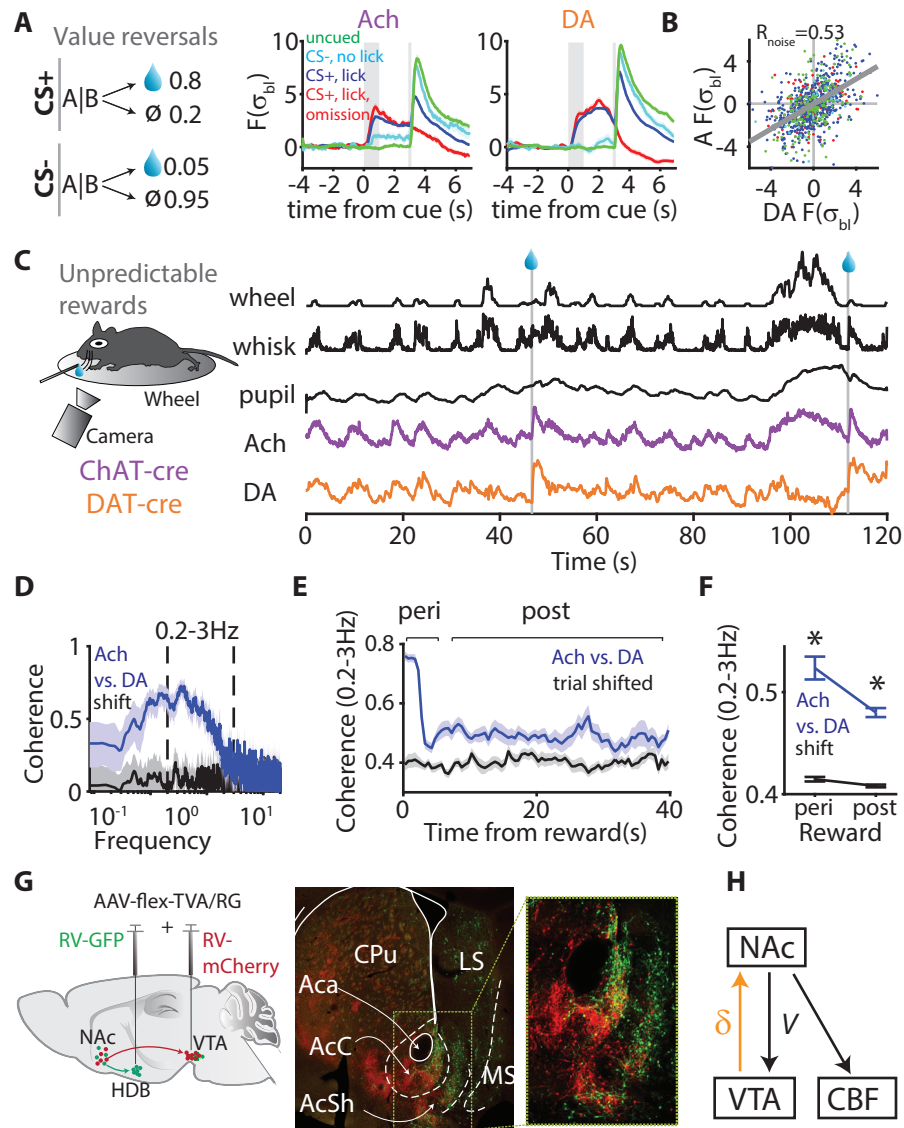 A
Value reversals
CS+
A|B
0.8
Ø 0.2
CS-
A|B
0.05
Ø0.95
Ach
DA
uncued
CS-, no lick
CS+, lick
CS+, lick,
omission
F(σbl)
10
5
0
-4 -2 0 2 4 6
time from cue (s)
10
5
0
-4 -2 0 2 4 6
time from cue (s)
B
Rnoise=0.53
A F(σbl)
4
0
-4
-4 0 4
DA F(σbl)
C
Unpredictable
rewards
Wheel
Camera
ChAT-cre
DAT-cre
wheel
whisk
pupil
Ach
DA
0 20 40 60 80 100 120
Time (s)
D
0.2-3Hz
Ach
vs. DA
shift
Coherence
1
0.5
0
10-1 100 101
Frequency
E
peri post
Ach vs. DA
trial shifted
Coherence (0.2-3Hz)
0.8
0.6
0.4
0 20 40
Time from reward(s)
F
* *
Ach
vs. DA
shift
Coherence (0.2-3Hz)
0.5
0.4
peri post
Reward
G
AAV-flex-TVA/RG
+
RV-GFP
RV-
mCherry
NAc
HDB
VTA
CPu
LS
Aca
AcC
AcSh
MS
H
NAc
δ
V
VTA
CBF